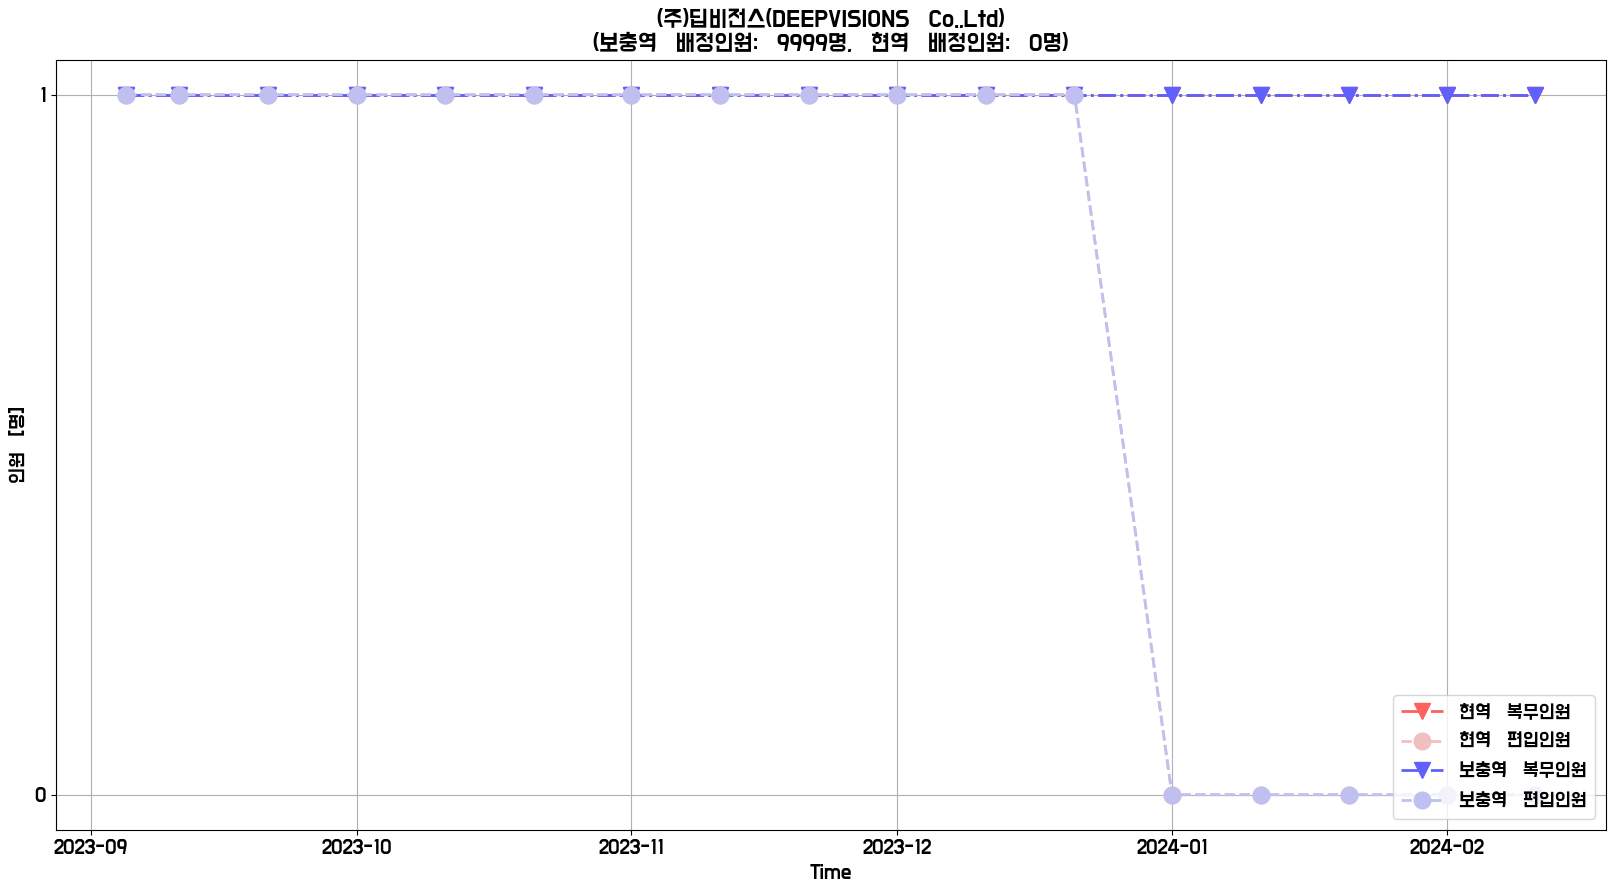 (주)딥비전스(DEEPVISIONS Co.,Ltd)
(보충역 배정인원: 9999명, 현역 배정인원: 0명)
인원 [명]
1
0
2023-09
2023-10
2023-11
2023-12
2024-01
2024-02
Time
현역 복무인원
현역 편입인원
보충역 복무인원
보충역 편입인원